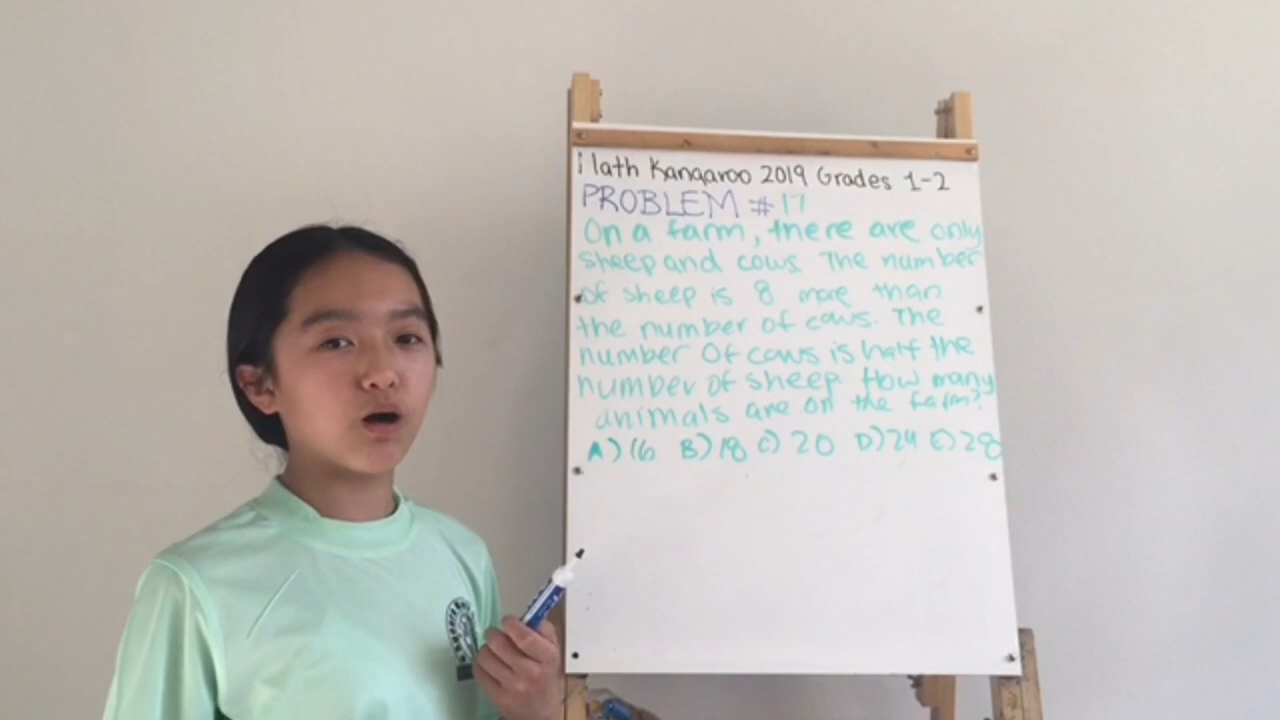 Math Kangaroo 2019 Grades 1-2
PROBLEM #17
On a farm, there are only
sheep and cows. The number
of sheep is 8 more than
the number of cows. The
number of cows is half the
number of sheep. How many
animals are on the farm?
A) 16 B) 18 C) 20 D) 24 E) 28